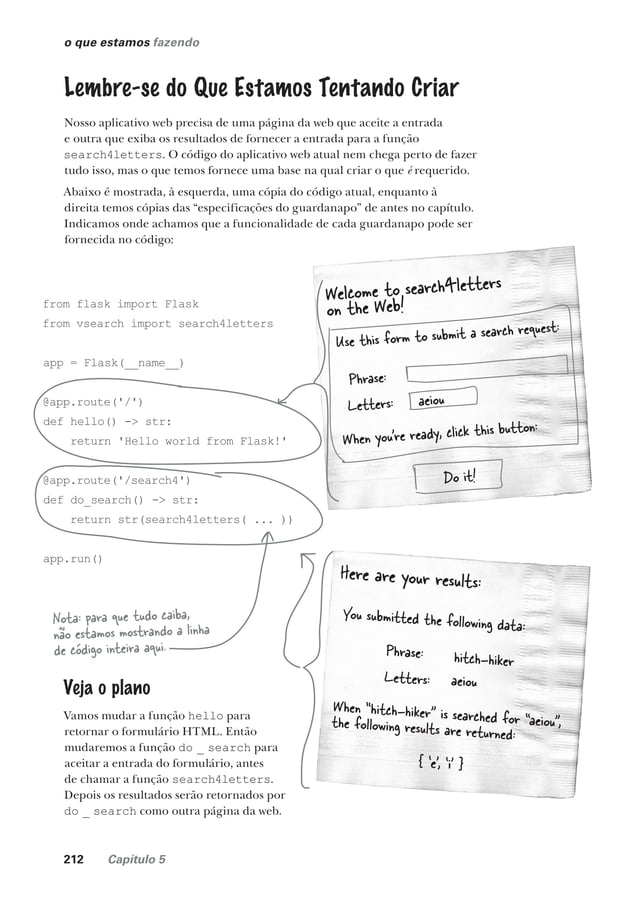 o que estamos fazendo
Lembre-se do Que Estamos Tentando Criar
Nosso aplicativo web precisa de uma página da web que aceite a entrada
e outra que exiba os resultados de fornecer a entrada para a função
search4letters. O código do aplicativo web atual nem chega perto de fazer
tudo isso, mas o que temos fornece uma base na qual criar o que é requerido.
Abaixo é mostrada, à esquerda, uma cópia do código atual, enquanto à
direita temos cópias das “especificações do guardanapo” de antes no capítulo.
Indicamos onde achamos que a funcionalidade de cada guardanapo pode ser
fornecida no código:
from flask import Flask
from vsearch import search4letters
app = Flask(__name__)
@app.route('/')
def hello() -> str:
    return 'Hello world from Flask!'
@app.route('/search4')
def do_search() -> str:
    return str(search4letters( ... ))
app.run()
Nota: para que tudo caiba,
não estamos mostrando a linha
de código inteira aqui.
Welcome to search4letters
on the Web!
Use this form to submit a search request:
Phrase:
Letters: aeiou
When you're ready, click this button:
Do it!
Here are your results:
You submitted the following data:
Phrase: hitch-hiker
Letters: aeiou
When “hitch-hiker” is searched for “aeiou”,
the following results are returned:
{ 'e', 'i' }
Veja o plano
Vamos mudar a função hello para
retornar o formulário HTML. Então
mudaremos a função do _ search para
aceitar a entrada do formulário, antes
de chamar a função search4letters.
Depois os resultados serão retornados por
do _ search como outra página da web.
212 Capítulo 5